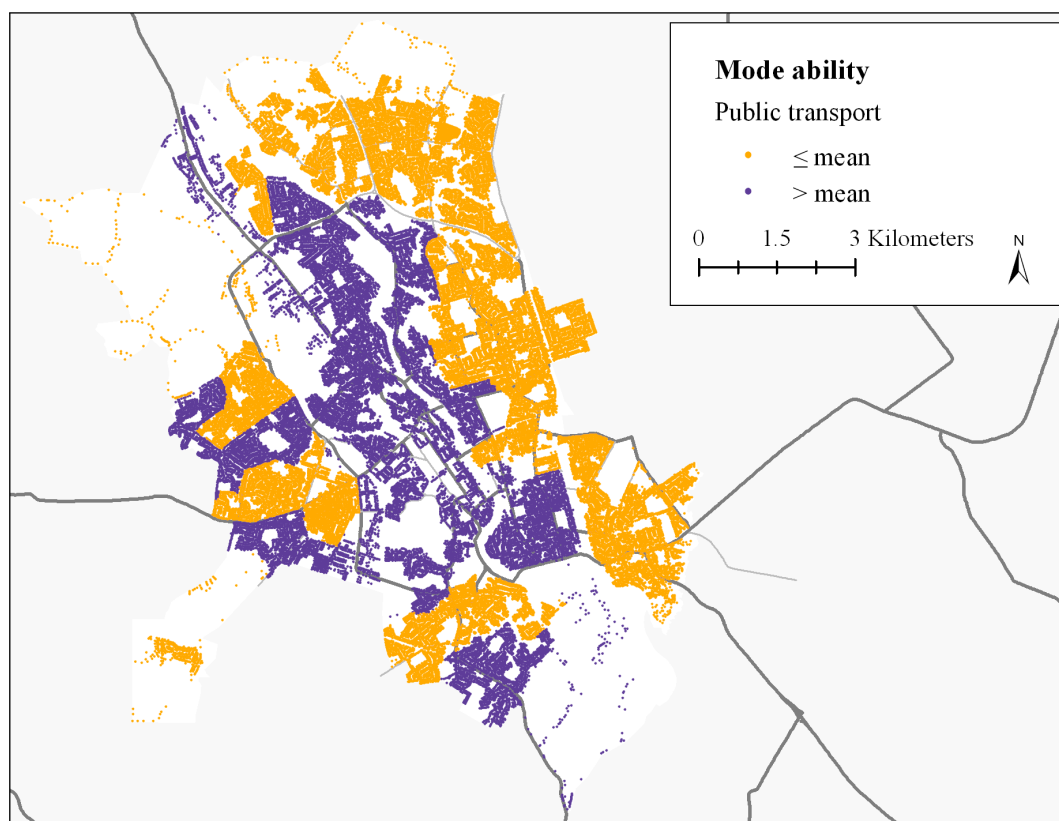 Mode ability
Public transport
≤ mean
> mean
0 1.5 3 Kilometers
N